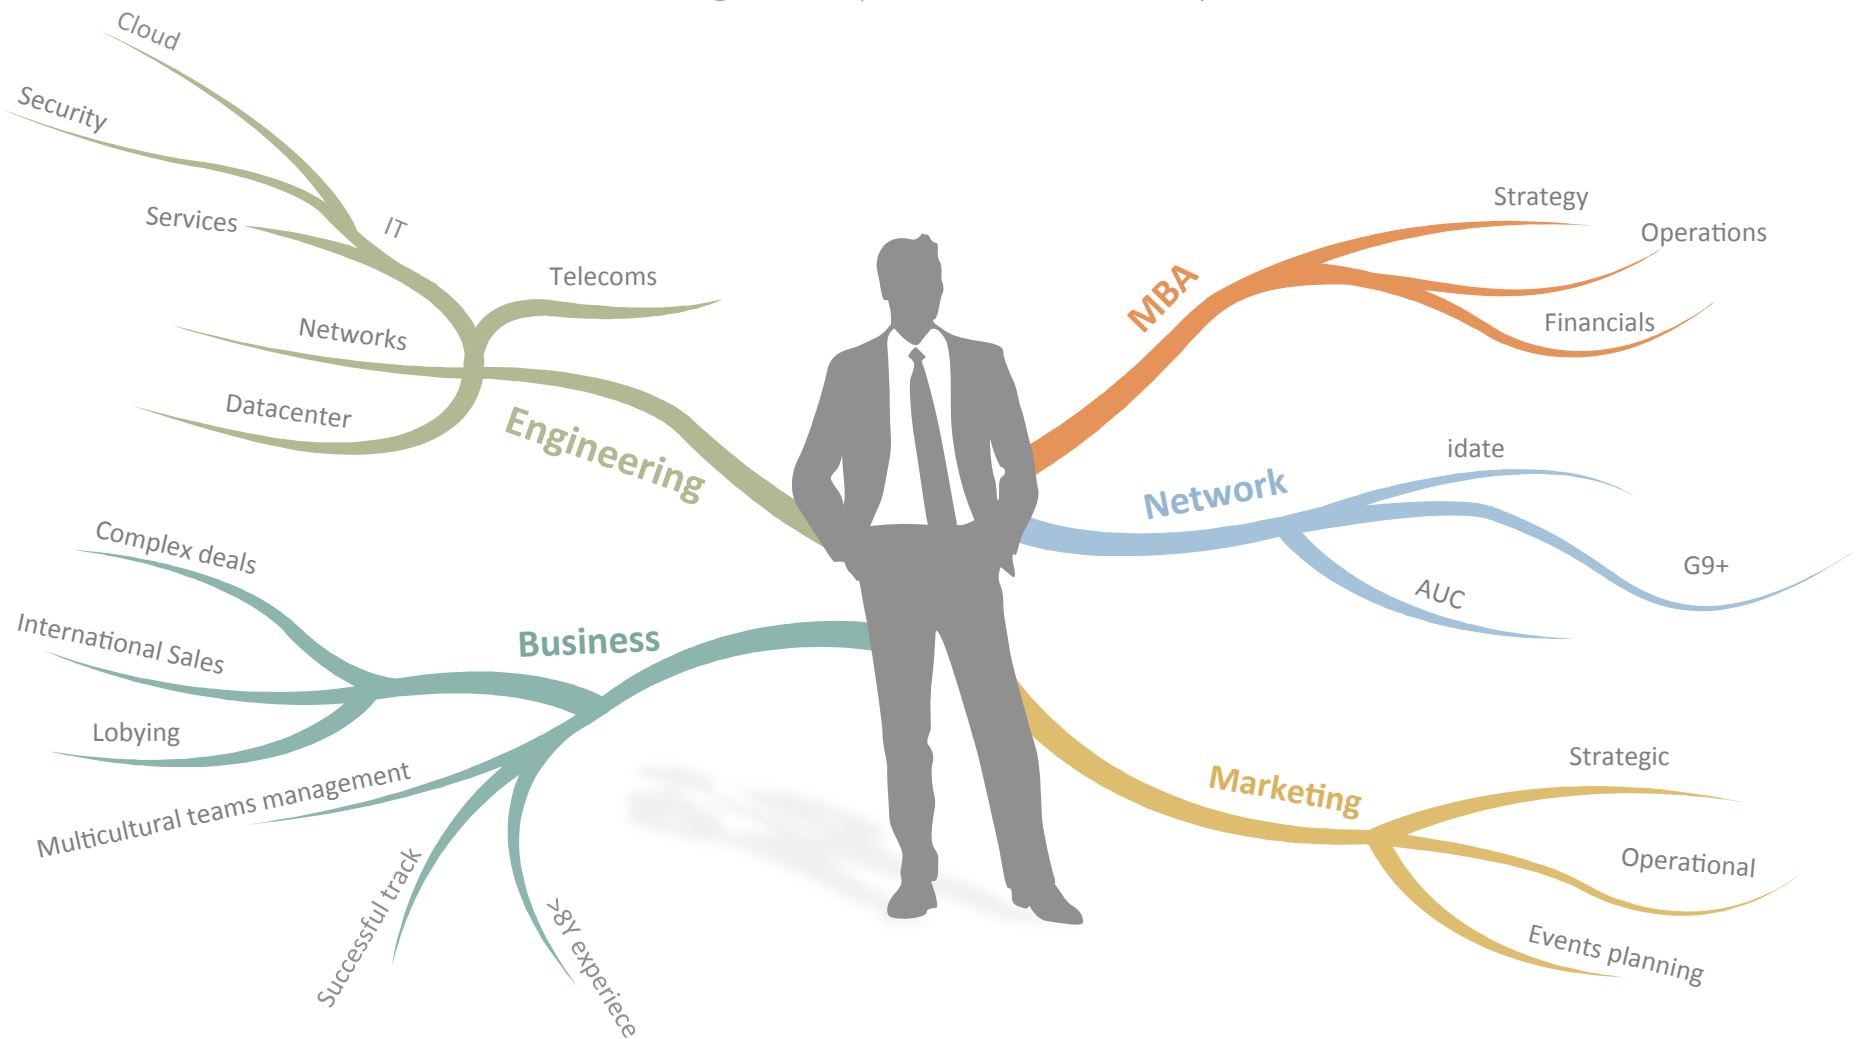 Cloud
Security
Services
IT
Telecoms
Networks
Datacenter
Engineering
Complex deals
International Sales
Lobying
Business
Multicultural teams management
Successful track
>8Y experiece
MBA
Strategy
Operations
Financials
Network
idate
G9+
AUC
Marketing
Strategic
Operational
Events planning